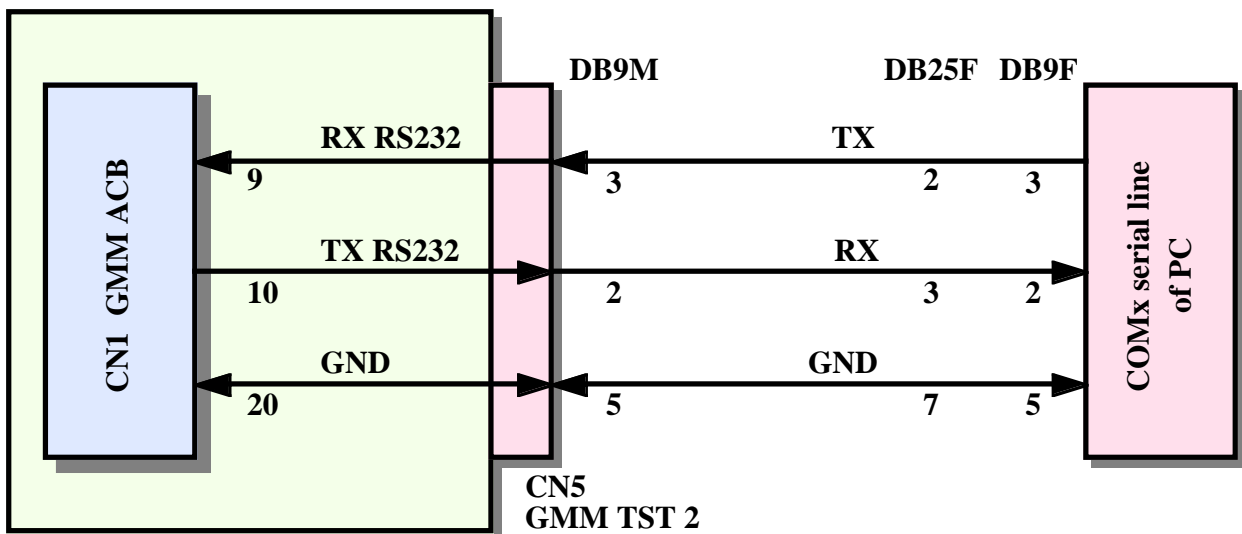 DB9M DB25F DB9F
RX RS232 TX
9 3 2 3
TX RS232 RX
10 2 3 2
GND GND
20 5 7 5
CN1 GMM ACB
COMx serial line
of PC
CN5
GMM TST 2